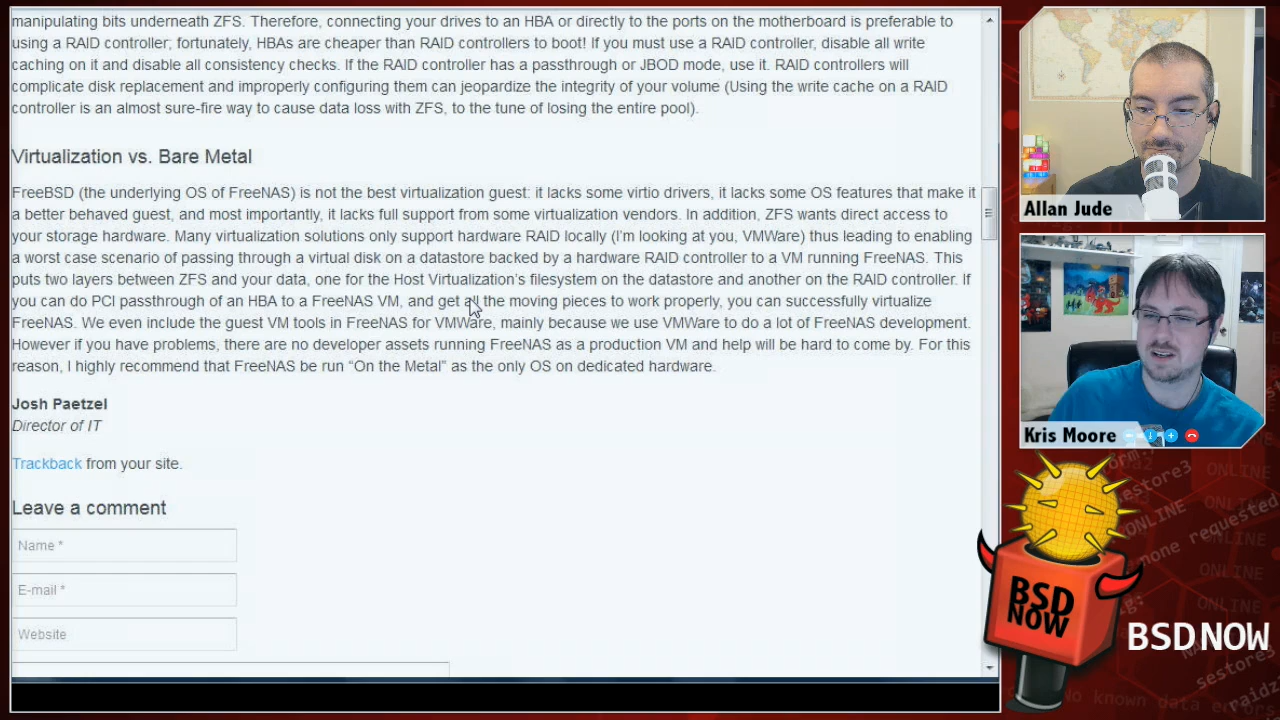 manipulating bits underneath ZFS. Therefore, connecting your drives to an HBA or directly to the ports on the motherboard is preferable to
using a RAID controller; fortunately, HBAs are cheaper than RAID controllers to boot! If you must use a RAID controller, disable all write
caching on it and disable all consistency checks. If the RAID controller has a passthrough or JBOD mode, use it. RAID controllers will
complicate disk replacement and improperly configuring them can jeopardize the integrity of your volume (Using the write cache on a RAID
controller is an almost sure-fire way to cause data loss with ZFS, to the tune of losing the entire pool).
Virtualization vs. Bare Metal
FreeBSD (the underlying OS of FreeNAS) is not the best virtualization guest: it lacks some virtio drivers, it lacks some OS features that make it
a better behaved guest, and most importantly, it lacks full support from some virtualization vendors. In addition, ZFS wants direct access to
your storage hardware. Many virtualization solutions only support hardware RAID locally (I'm looking at you, VMWare) thus leading to enabling
a worst case scenario of passing through a virtual disk on a datastore backed by a hardware RAID controller to a VM running FreeNAS. This
puts two layers between ZFS and your data, one for the Host Virtualization's filesystem on the datastore and another on the RAID controller. If
you can do PCI passthrough of an HBA to a FreeNAS VM, and get all the moving pieces to work properly, you can successfully virtualize
FreeNAS. We even include the guest VM tools in FreeNAS for VMWare, mainly because we use VMWare to do a lot of FreeNAS development.
However if you have problems, there are no developer assets running FreeNAS as a production VM and help will be hard to come by. For this
reason, I highly recommend that FreeNAS be run “On the Metal” as the only OS on dedicated hardware.
Josh Paetzel
Director of IT
Trackback from your site.
Leave a comment
Name *
E-mail *
Website
Allan Jude
Kris Moore
BSD
NOW
BSDNOW
ONLINE
ONLINE
ONLINE
ONLINE
ONLINE
estore3
none requested
sestore3
No known data errors